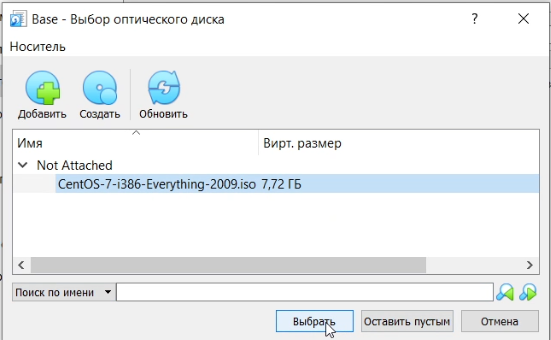 Base - Выбор оптического диска
Носитель
Добавить Создать Обновить
Имя Вирт. размер
Not Attached
CentOS-7-i386-Everything-2009.iso 7,72 ГБ
Поиск по имени
Выбрать Оставить пустым Отмена